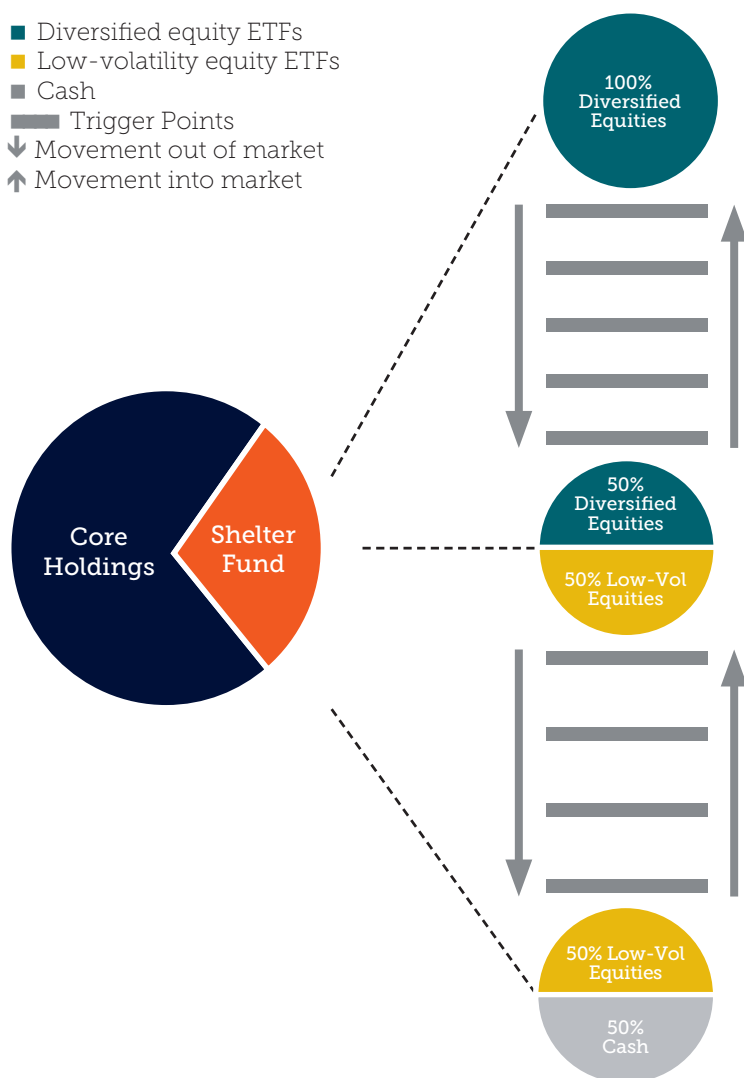 Diversified equity ETFs
Low-volatility equity ETFs
Cash
Trigger Points
Movement out of market
Movement into market
100%
Diversified
Equities
Core
Holdings
Shelter
Fund
50%
Diversified
Equities
50% Low-Vol
Equities
50% Low-Vol
Equities
50%
Cash